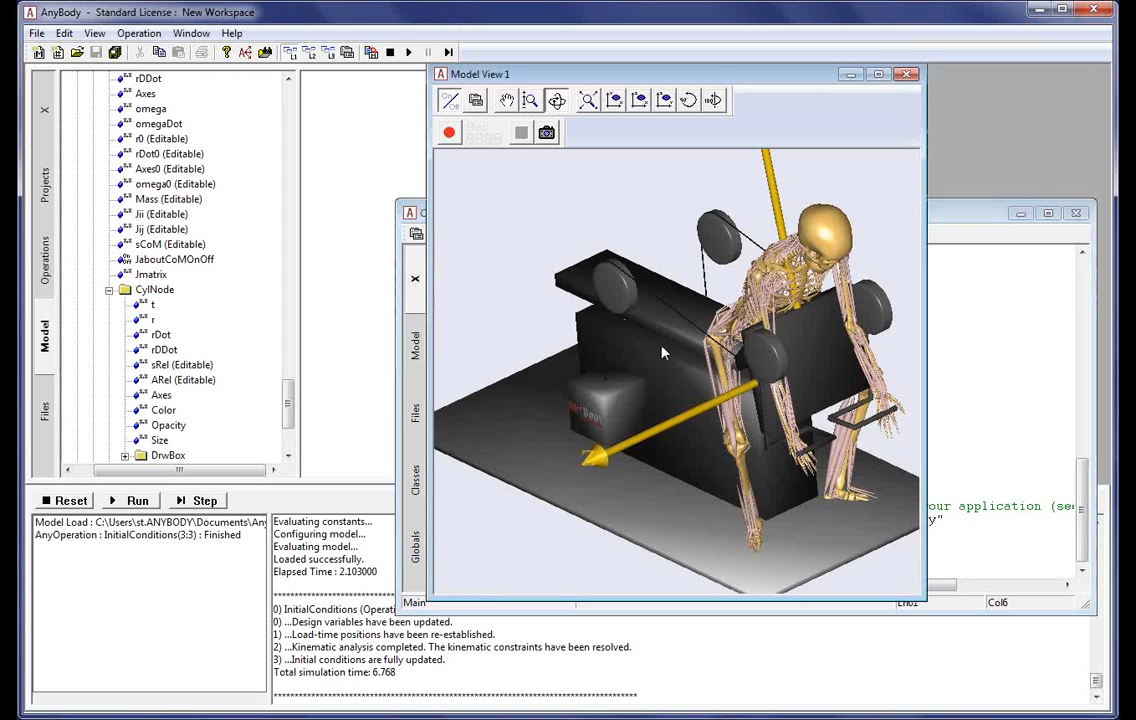 AnyBody - Standard License : New Workspace
File Edit View Operation Window Help
Model View 1
rDDot
Axes
omega
omegaDot
r0 (Editable)
rDot0 (Editable)
Axes0 (Editable)
omega0 (Editable)
Mass (Editable)
Jii (Editable)
Jij (Editable)
sCoM (Editable)
JaboutCoMOnOff
Jmatrix
CylNode
t
r
rDot
rDDot
sRel (Editable)
ARel (Editable)
Axes
Color
Opacity
Size
DrwBox
X
Projects
Operations
Model
Files
X
Model
Files
Classes
Globals
our application (see
Main
Ln61
Col6
Reset Run Step
Model Load : C:\Users\st.ANYBODY\Documents\Any
AnyOperation : InitialConditions(3:3) : Finished
Evaluating constants...
Configuring model...
Evaluating model...
Loaded successfully.
Elapsed Time : 2.103000
0) InitialConditions (Operati
0) ...Design variables have been updated.
1) ...Load-time positions have been re-established.
2) ...Kinematic analysis completed. The kinematic constraints have been resolved.
3) ...Initial conditions are fully updated.
Total simulation time: 6.768